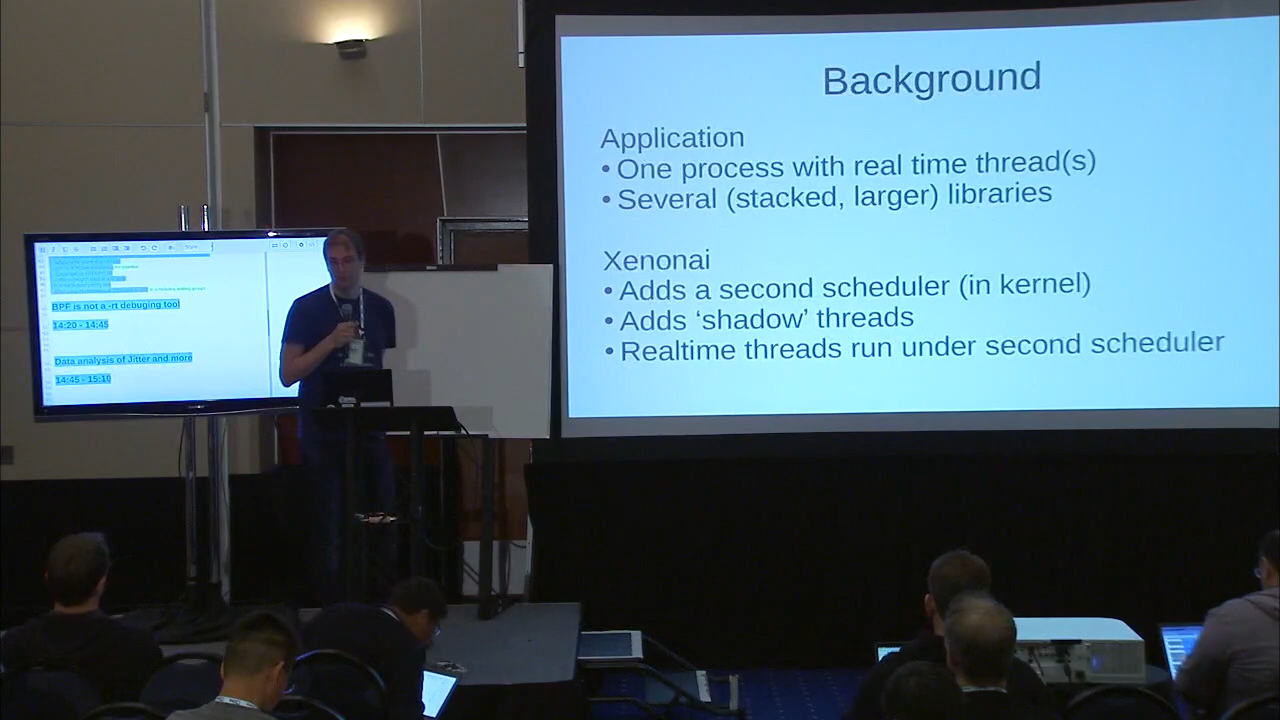 Background
Application
• One process with real time thread(s)
• Several (stacked, larger) libraries
Xenonai
• Adds a second scheduler (in kernel)
• Adds ‘shadow’ threads
• Realtime threads run under second scheduler
Style
BPF is not a -rt debuging tool
14:20 - 14:45
Data analysis of Jitter and more
14:45 - 15:10